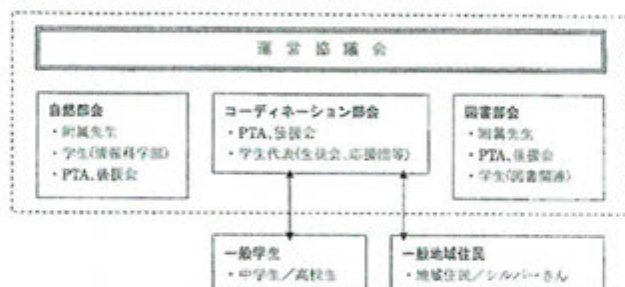 運営協議会
自然部会
・附属先生
・学生(情報科学部)
・PTA、後援会
コーディネーション部会
・PTA、後援会
・学生代表(生徒会、応援団等)
図書部会
・附属先生
・PTA、後援会
・学生(図書関連)
一般学生
・中学生/高校生
一般地域住民
・地域住民/シルバーさん